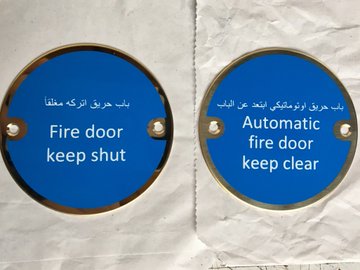 باب حريق اتركه مغلقاً
Fire door
keep shut
باب حريق اوتوماتيكي ابتعد عن الباب
Automatic
fire door
keep clear